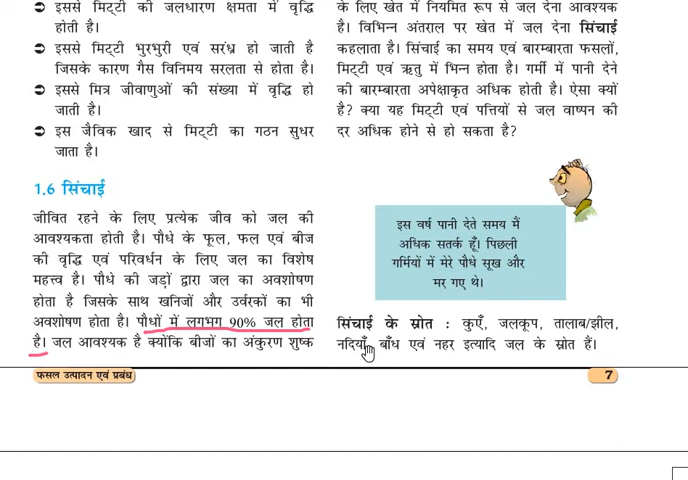 इससे मिट्टी की जलधारण क्षमता में वृद्धि
होती है।
इससे मिट्टी भुरभुरी एवं सरंध्र हो जाती है
जिसके कारण गैस विनिमय सरलता से होता है।
इससे मित्र जीवाणुओं की संख्या में वृद्धि हो
जाती है।
इस जैविक खाद से मिट्टी का गठन सुधर
जाता है।
1.6 सिंचाई
जीवित रहने के लिए प्रत्येक जीव को जल की
आवश्यकता होती है। पौधे के फूल, फल एवं बीज
की वृद्धि एवं परिवर्धन के लिए जल का विशेष
महत्त्व है। पौधे की जड़ों द्वारा जल का अवशोषण
होता है जिसके साथ खनिजों और उर्वरकों का भी
अवशोषण होता है। पौधों में लगभग 90% जल होता
है। जल आवश्यक है क्योंकि बीजों का अंकुरण शुष्क
के लिए खेत में नियमित रूप से जल देना आवश्यक
है। विभिन्न अंतराल पर खेत में जल देना सिंचाई
कहलाता है। सिंचाई का समय एवं बारम्बारता फसलों,
मिट्टी एवं ऋतु में भिन्न होता है। गर्मी में पानी देने
की बारम्बारता अपेक्षाकृत अधिक होती है। ऐसा क्यों
है? क्या यह मिट्टी एवं पत्तियों से जल वाष्पन की
दर अधिक होने से हो सकता है?
इस वर्ष पानी देते समय मैं
अधिक सतर्क हूँ। पिछली
गर्मियों में मेरे पौधे सूख और
मर गए थे।
सिंचाई के स्रोत : कुएँ, जलकूप, तालाब/झील,
नदियाँ, बाँध एवं नहर इत्यादि जल के स्रोत हैं।
फसल उत्पादन एवं प्रबंध
7